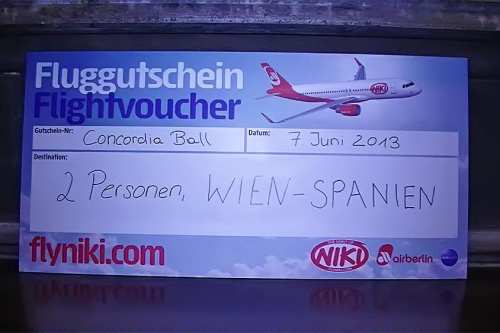 Fluggutschein
Flightvoucher
NIKI
Gutschein-Nr: Concordia Ball Datum: 7 Juni 2013
Destination:
2 Personen, WIEN-SPANIEN
flyniki.com NIKI airberlin